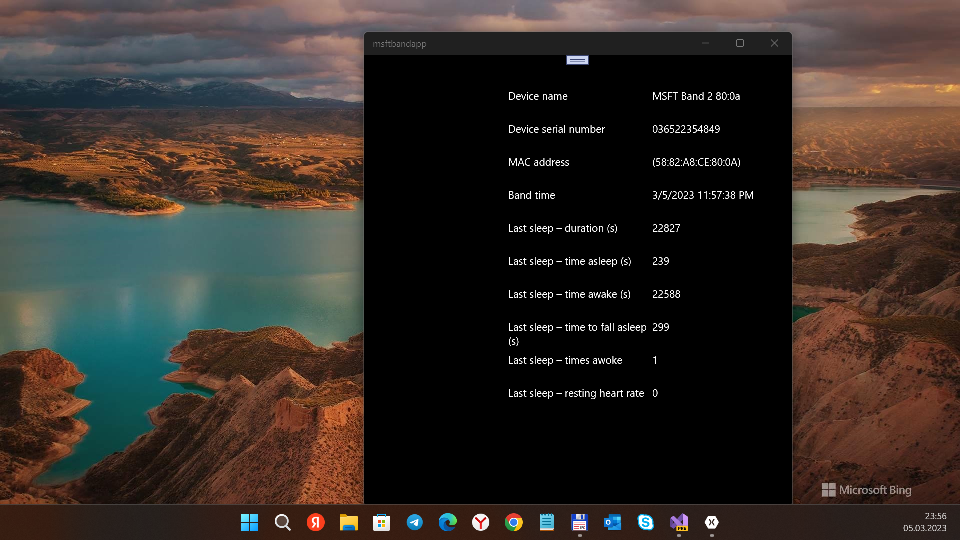 msftbandapp
Device name MSFT Band 2 80:0a
Device serial number 036522354849
MAC address (58:82:A8:CE:80:0A)
Band time 3/5/2023 11:57:38 PM
Last sleep – duration (s) 22827
Last sleep – time asleep (s) 239
Last sleep – time awake (s) 22588
Last sleep – time to fall asleep 299
(s)
Last sleep – times awoke 1
Last sleep – resting heart rate 0
Microsoft Bing
Я
Y
PRE
23:56
05.03.2023